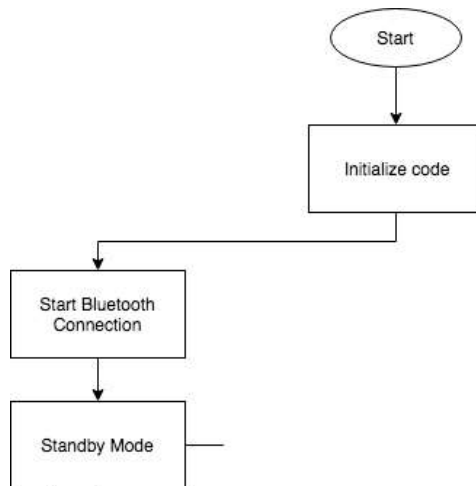 Start
Initialize code
Start Bluetooth
Connection
Standby Mode